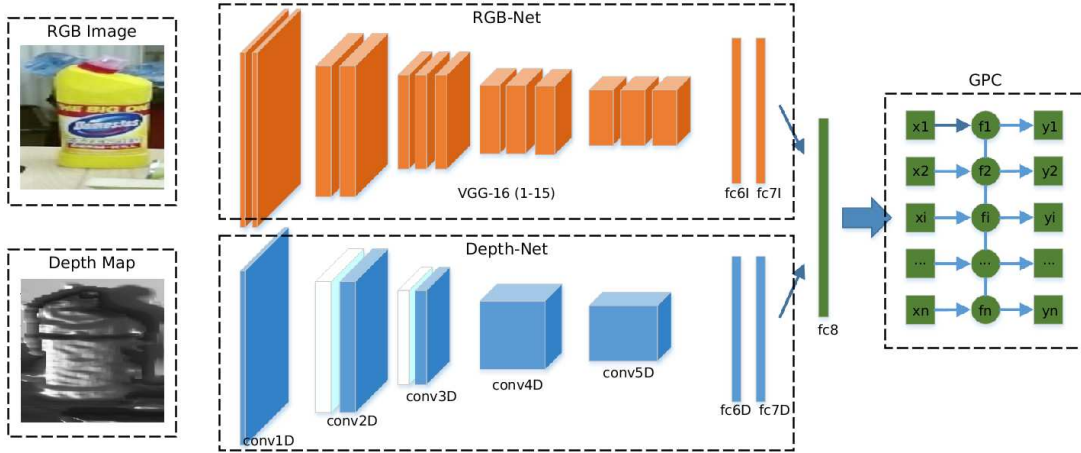 RGB Image
THE BIG ONE
Domestos
RGB-Net
VGG-16 (1-15)
fc6I
fc7I
Depth Map
Depth-Net
conv1D
conv2D
conv3D
conv4D
conv5D
fc6D
fc7D
fc8
GPC
x1 f1 y1
x2 f2 y2
xi fi yi
... ... ...
xn fn yn